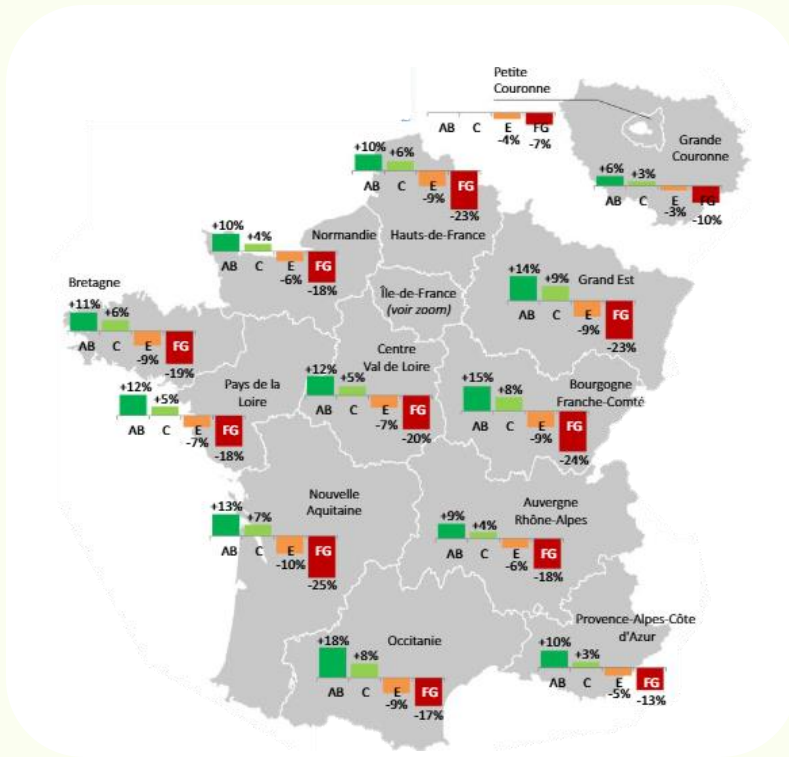 Petite
Couronne
AB C E FG
-4% -7%
Grande
Couronne
+6% +3%
AB C E FG
-3% -10%
+10% +6%
AB C E FG
-9% -23%
Hauts-de-France
+10% +4%
Normandie
AB C E FG
-6% -18%
+14% +9%
Grand Est
AB C E FG
-9% -23%
Île-de-France
(voir zoom)
Bretagne
+11% +6%
AB C E FG
-9% -19%
Centre
Val de Loire
+12% +5%
AB C E FG
-7% -20%
Pays de la
Loire
+12% +5%
AB C E FG
-7% -18%
Bourgogne
Franche-Comté
+15% +8%
AB C E FG
-9% -24%
Nouvelle
Aquitaine
+13% +7%
AB C E FG
-10% -25%
Auvergne
Rhône-Alpes
+9% +4%
AB C E FG
-6% -18%
Occitanie
+18% +8%
AB C E FG
-9% -17%
Provence-Alpes-Côte
d'Azur
+10% +3%
AB C E FG
-5% -13%